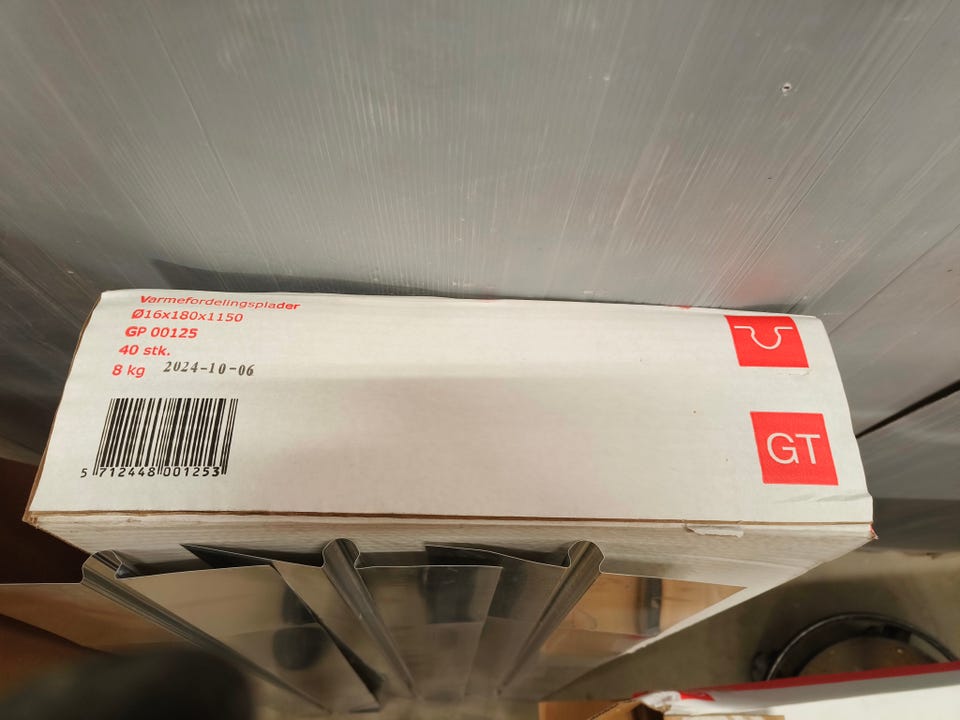 Varmefordelingsplader
Ø16x180x1150
GP 00125
40 stk.
8 kg 2024-10-06
5 712448 001253
GT